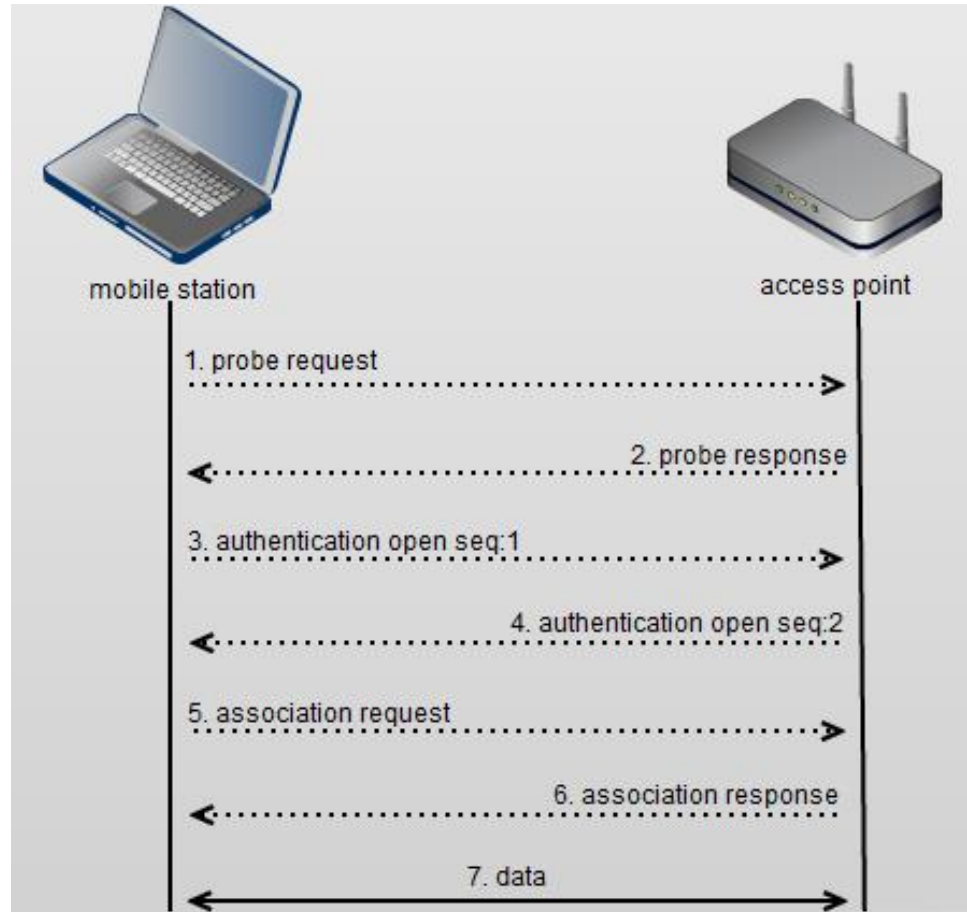 mobile station
access point
1. probe request
2. probe response
3. authentication open seq:1
4. authentication open seq:2
5. association request
6. association response
7. data